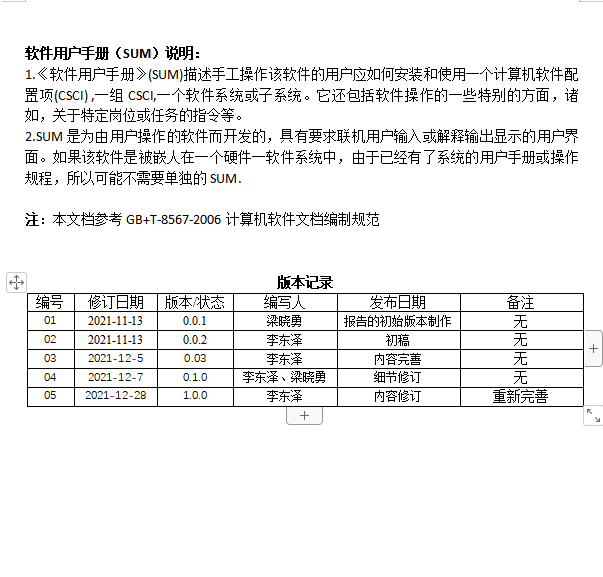 软件用户手册（SUM）说明：
1.《软件用户手册》(SUM)描述手工操作该软件的用户应如何安装和使用一个计算机软件配
置项(CSCI) ,一组 CSCI,一个软件系统或子系统。它还包括软件操作的一些特别的方面，诸
如，关于特定岗位或任务的指令等。
2.SUM 是为由用户操作的软件而开发的，具有要求联机用户输入或解释输出显示的用户界
面。如果该软件是被嵌人在一个硬件一软件系统中，由于已经有了系统的用户手册或操作
规程，所以可能不需要单独的 SUM.
注：本文档参考 GB+T-8567-2006 计算机软件文档编制规范
版本记录
编号 修订日期 版本/状态 编写人 发布日期 备注
01 2021-11-13 0.0.1 梁晓勇 报告的初始版本制作 无
02 2021-11-13 0.0.2 李东泽 初稿 无
03 2021-12-5 0.03 李东泽 内容完善 无
04 2021-12-7 0.1.0 李东泽、梁晓勇 细节修订 无
05 2021-12-28 1.0.0 李东泽 内容修订 重新完善